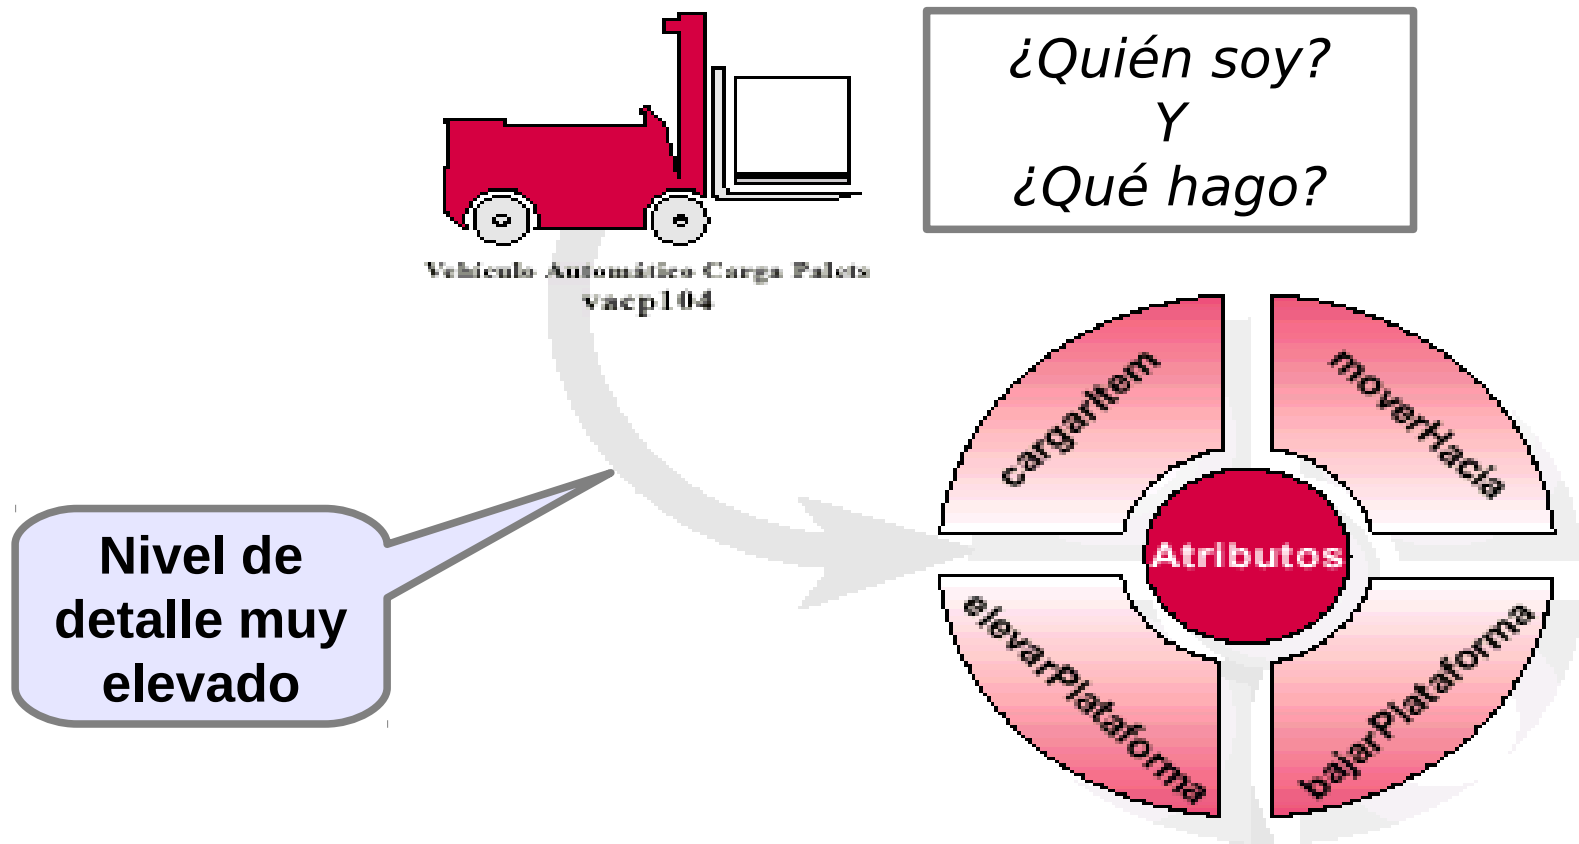 ¿Quién soy?
Y
¿Qué hago?
Vehículo Automático Carga Palets
vacp104
cargarItem
moverHacia
Atributos
elevarPlataforma
bajarPlataforma
Nivel de
detalle muy
elevado